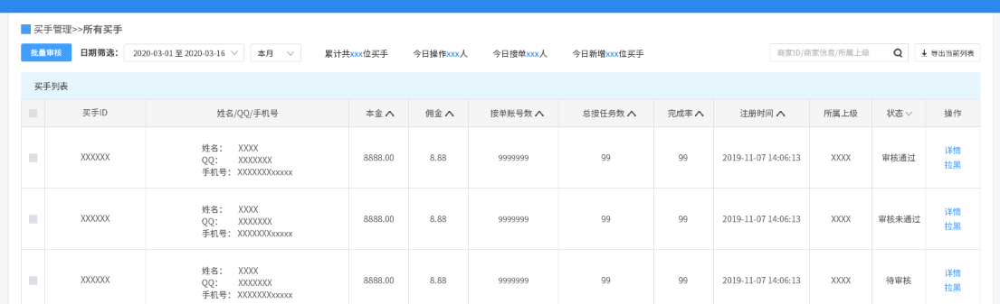 买手管理>>所有买手
批量审核 日期筛选： 2020-03-01 至 2020-03-16 本月 累计共xxx位买手 今日操作xxx人 今日接单xxx人 今日新增xxx位买手 商家ID/商家信息/所属上级 导出当前列表
买手列表
买手ID 姓名/QQ/手机号 本金 佣金 接单账号数 总接任务数 完成率 注册时间 所属上级 状态 操作
姓名： XXXX 详情
XXXXXX QQ： XXXXXXX 8888.00 8.88 9999999 99 99 2019-11-07 14:06:13 XXXX 审核通过
手机号： XXXXXXXxxxxx 拉黑
姓名： XXXX 详情
XXXXXX QQ： XXXXXXX 8888.00 8.88 9999999 99 99 2019-11-07 14:06:13 XXXX 审核未通过
手机号： XXXXXXXxxxxx 拉黑
姓名： XXXX 详情
XXXXXX QQ： XXXXXXX 8888.00 8.88 9999999 99 99 2019-11-07 14:06:13 XXXX 待审核
手机号： XXXXXXXxxxxx 拉黑